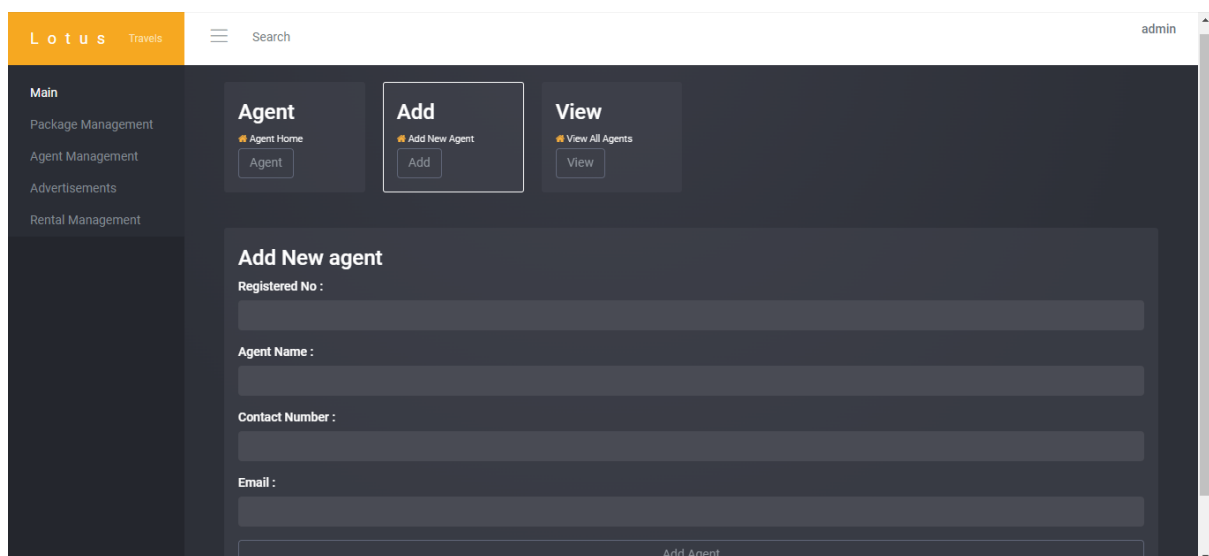 Lotus Travels
Search
admin
Main
Package Management
Agent Management
Advertisements
Rental Management
Agent
Agent Home
Agent
Add
Add New Agent
Add
View
View All Agents
View
Add New agent
Registered No :
Agent Name :
Contact Number :
Email :
Add Agent